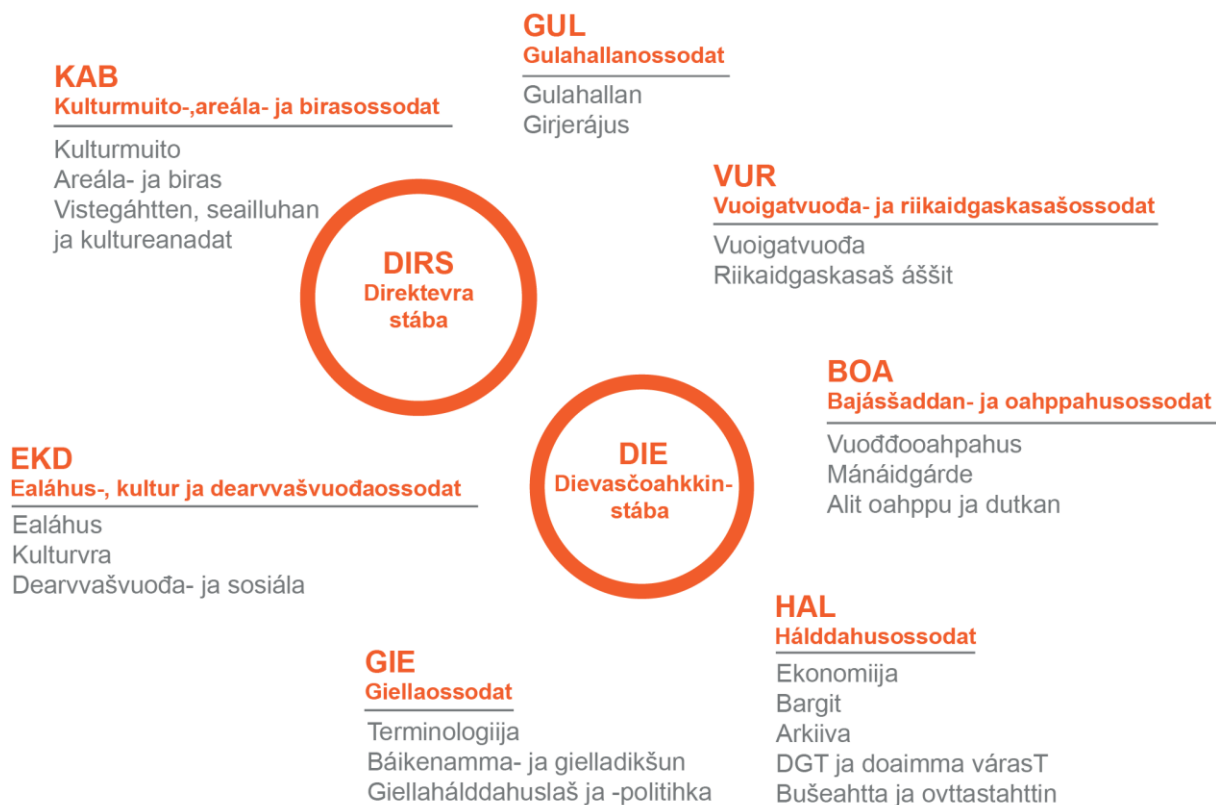 GUL
Gulahallanossodat
Gulahallan
Girjerájus
KAB
Kulturmuito-,areála- ja birasossodat
Kulturmuito
Areála- ja biras
Vistegáhtten, seailluhan
ja kultureanadat
VUR
Vuoigatvuođa- ja riikaidgaskasašossodat
Vuoigatvuođa
Riikaidgaskasaš áššit
DIRS
Direktevra
stába
BOA
Bajásšaddan- ja oahppahusossodat
Vuođđooahpahus
Mánáidgárde
Alit oahppu ja dutkan
DIE
Dievasčoahkkin-
stába
EKD
Ealáhus-, kultur ja dearvvašvuođaossodat
Ealáhus
Kulturvra
Dearvvašvuođa- ja sosiála
HAL
Hálddahusossodat
Ekonomiija
Bargit
Arkiiva
DGT ja doaimma várasT
Bušeahtta ja ovttastahttin
GIE
Giellaossodat
Terminologiija
Báikenamma- ja gielladikšun
Giellahálddahuslaš ja -politihka